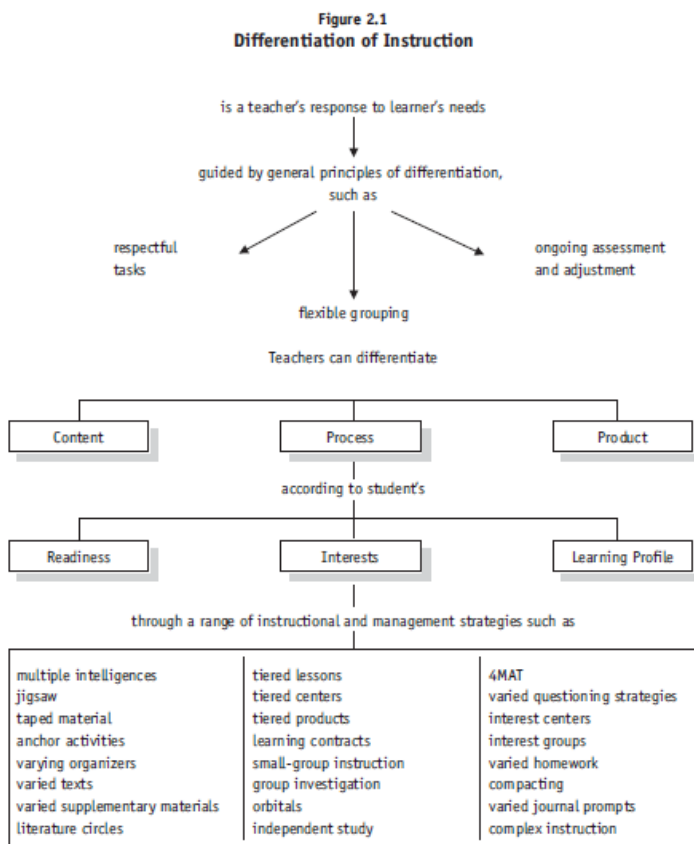 Figure 2.1
Differentiation of Instruction
is a teacher's response to learner's needs
guided by general principles of differentiation,
such as
respectful
tasks
ongoing assessment
and adjustment
flexible grouping
Teachers can differentiate
Content
Process
Product
according to student's
Readiness
Interests
Learning Profile
through a range of instructional and management strategies such as
multiple intelligences
jigsaw
taped material
anchor activities
varying organizers
varied texts
varied supplementary materials
literature circles
tiered lessons
tiered centers
tiered products
learning contracts
small-group instruction
group investigation
orbitals
independent study
4MAT
varied questioning strategies
interest centers
interest groups
varied homework
compacting
varied journal prompts
complex instruction